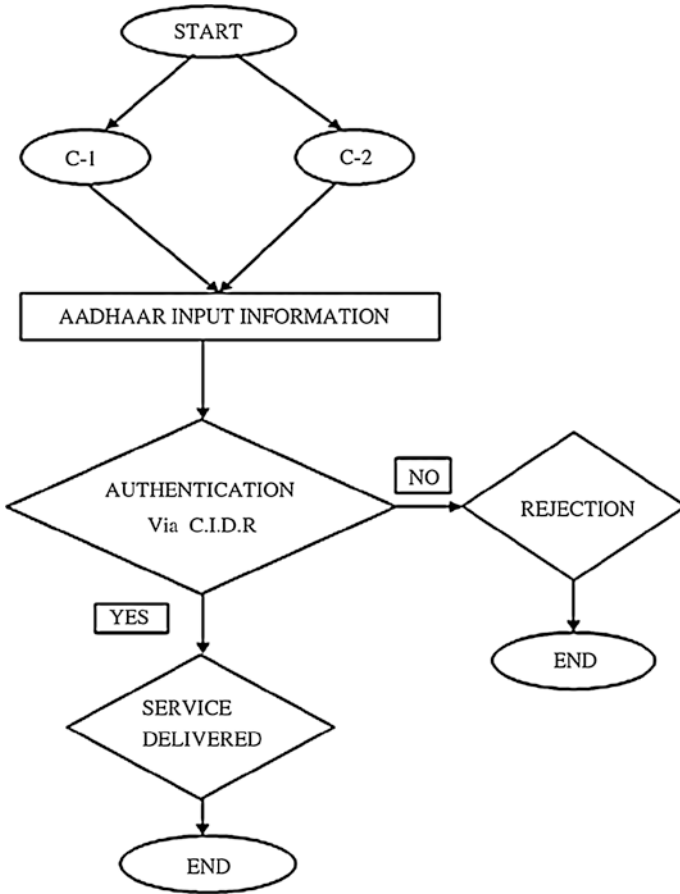 START
C-1
C-2
AADHAAR INPUT INFORMATION
AUTHENTICATION
Via C.I.D.R
NO
REJECTION
YES
END
SERVICE
DELIVERED
END